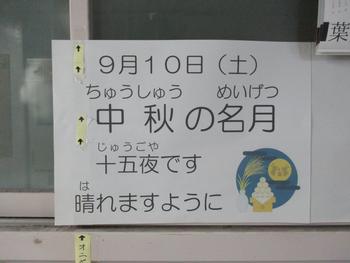 9月10日(土)
ちゅうしゅう めいげつ
中秋の名月
じゅうごや
十五夜です
は
晴れますように
葉